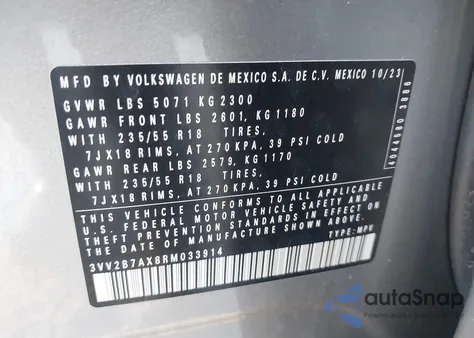 MFD BY VOLKSWAGEN DE MEXICO S.A. DE C.V. MEXICO 10/23
GVWR LBS 5071 KG 2300
GAWR FRONT LBS 2601, KG 1180
WITH 235/55 R18 TIRES,
7JX18 RIMS, AT 270 KPA, 39 PSI COLD
GAWR REAR LBS 2579, KG 1170
WITH 235/55 R18 TIRES,
7JX18 RIMS, AT 270 KPA, 39 PSI COLD
THIS VEHICLE CONFORMS TO ALL APPLICABLE
U.S. FEDERAL MOTOR VEHICLE SAFETY AND
THEFT PREVENTION STANDARDS IN EFFECT ON
THE DATE OF MANUFACTURE SHOWN ABOVE.
3VV2B7AX8RM033914 TYPE: MPV
4044580 3886
autoSnap